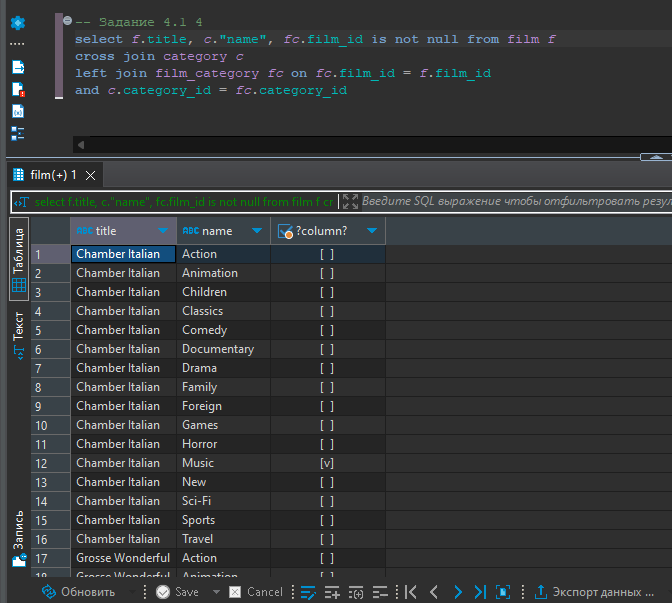 -- Задание 4.1 4
select f.title, c."name", fc.film_id is not null from film f
cross join category c
left join film_category fc on fc.film_id = f.film_id
and c.category_id = fc.category_id
film(+) 1
select f.title, c."name", fc.film_id is not null from film f cr
Введите SQL выражение чтобы отфильтровать резул
Таблица
Текст
Запись
ABC title ABC name ?column?
1 Chamber Italian Action [ ]
2 Chamber Italian Animation [ ]
3 Chamber Italian Children [ ]
4 Chamber Italian Classics [ ]
5 Chamber Italian Comedy [ ]
6 Chamber Italian Documentary [ ]
7 Chamber Italian Drama [ ]
8 Chamber Italian Family [ ]
9 Chamber Italian Foreign [ ]
10 Chamber Italian Games [ ]
11 Chamber Italian Horror [ ]
12 Chamber Italian Music [v]
13 Chamber Italian New [ ]
14 Chamber Italian Sci-Fi [ ]
15 Chamber Italian Sports [ ]
16 Chamber Italian Travel [ ]
17 Grosse Wonderful Action [ ]
18 Grosse Wonderful Animation [ ]
Обновить Save Cancel Экспорт данных ...